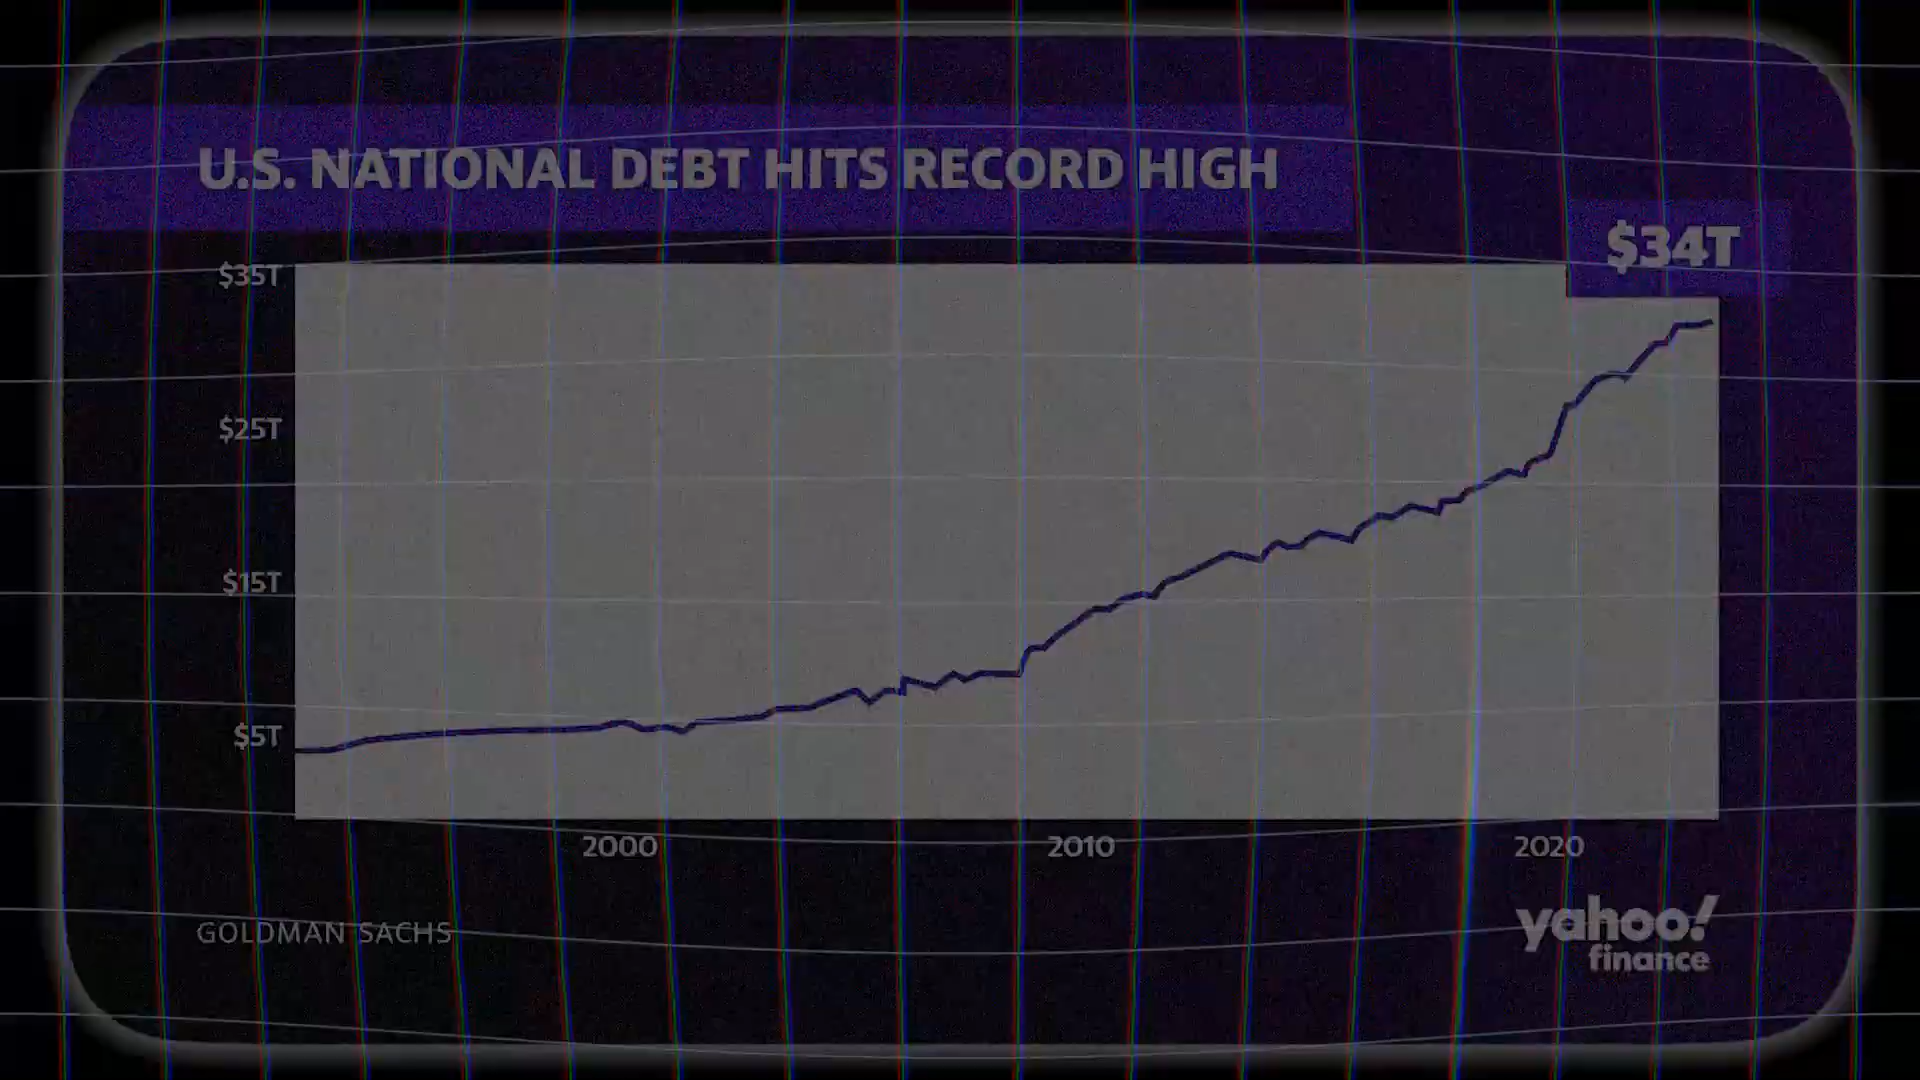 U.S. NATIONAL DEBT HITS RECORD HIGH
$34T
$35T
$25T
$15T
$5T
2000 2010 2020
GOLDMAN SACHS
yahoo!
finance